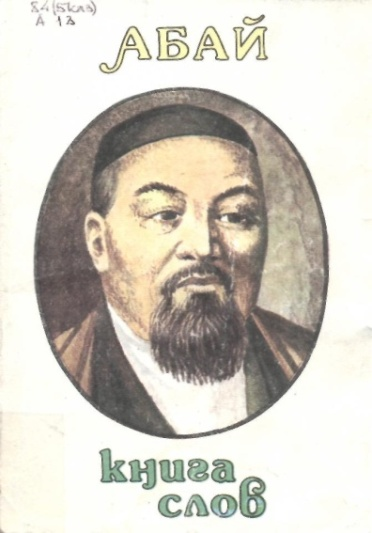 84(5каз)
А 13
АБАЙ
книга
слов